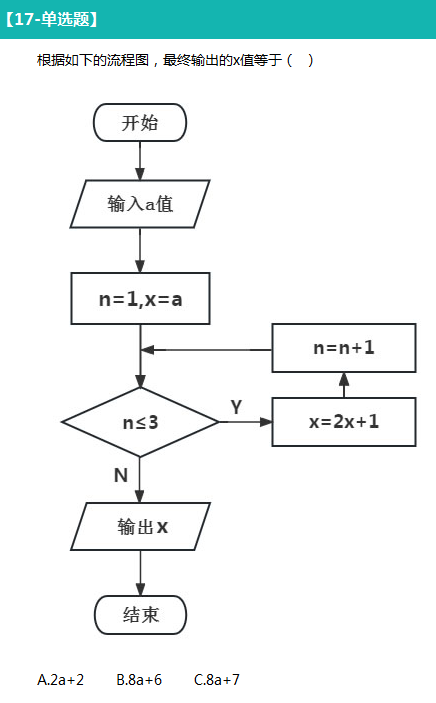 【17-单选题】
根据如下的流程图，最终输出的x值等于（ ）
开始
输入a值
n=1,x=a
n=n+1
n≤3
Y
x=2x+1
N
输出x
结束
A.2a+2 B.8a+6 C.8a+7